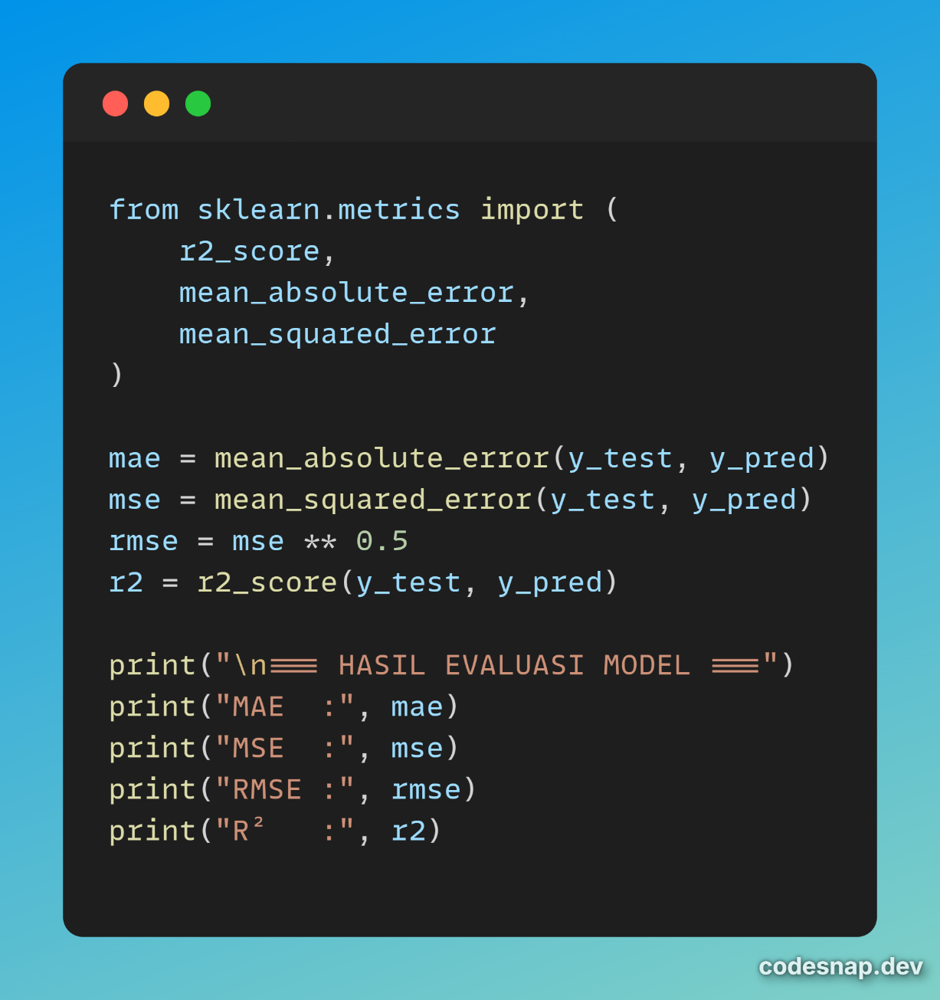 from sklearn.metrics import (
    r2_score,
    mean_absolute_error,
    mean_squared_error
)

mae = mean_absolute_error(y_test, y_pred)
mse = mean_squared_error(y_test, y_pred)
rmse = mse ** 0.5
r2 = r2_score(y_test, y_pred)

print("\n=== HASIL EVALUASI MODEL ===")
print("MAE  :", mae)
print("MSE  :", mse)
print("RMSE :", rmse)
print("R²   :", r2)
codesnap.dev